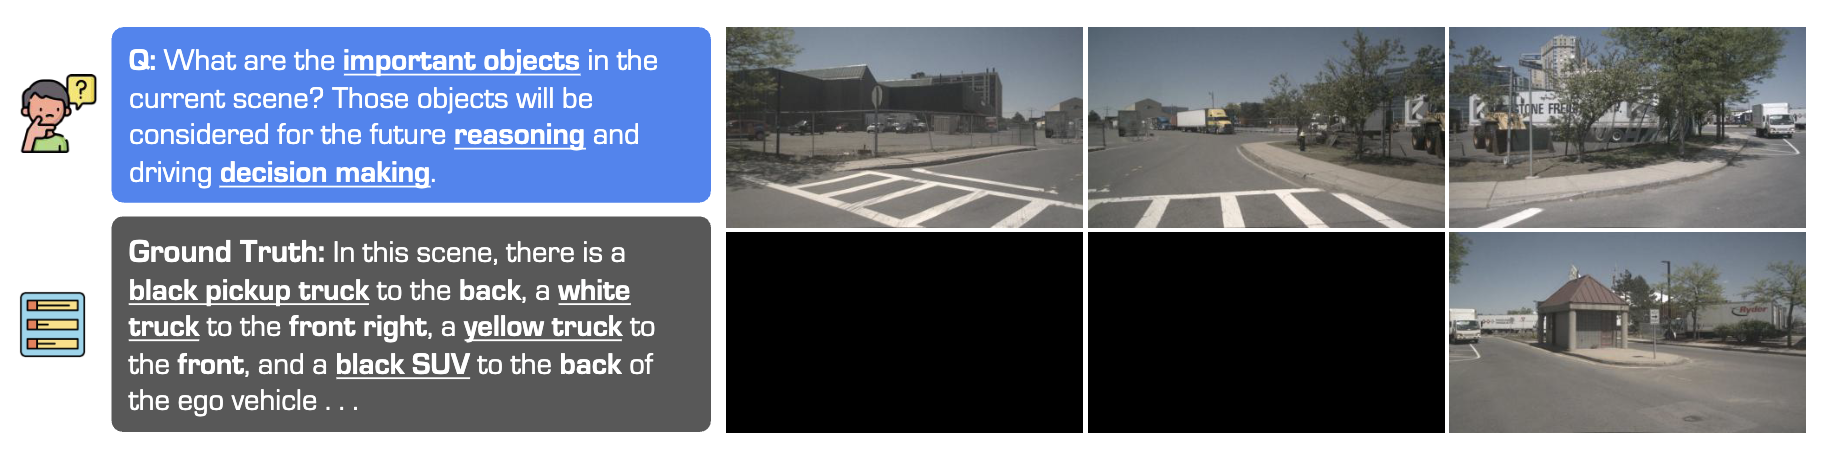 Q: What are the important objects in the
current scene? Those objects will be
considered for the future reasoning and
driving decision making.
Ground Truth: In this scene, there is a
black pickup truck to the back, a white
truck to the front right, a yellow truck to
the front, and a black SUV to the back of
the ego vehicle . . .
?
STONE FREIGHT
Ryder